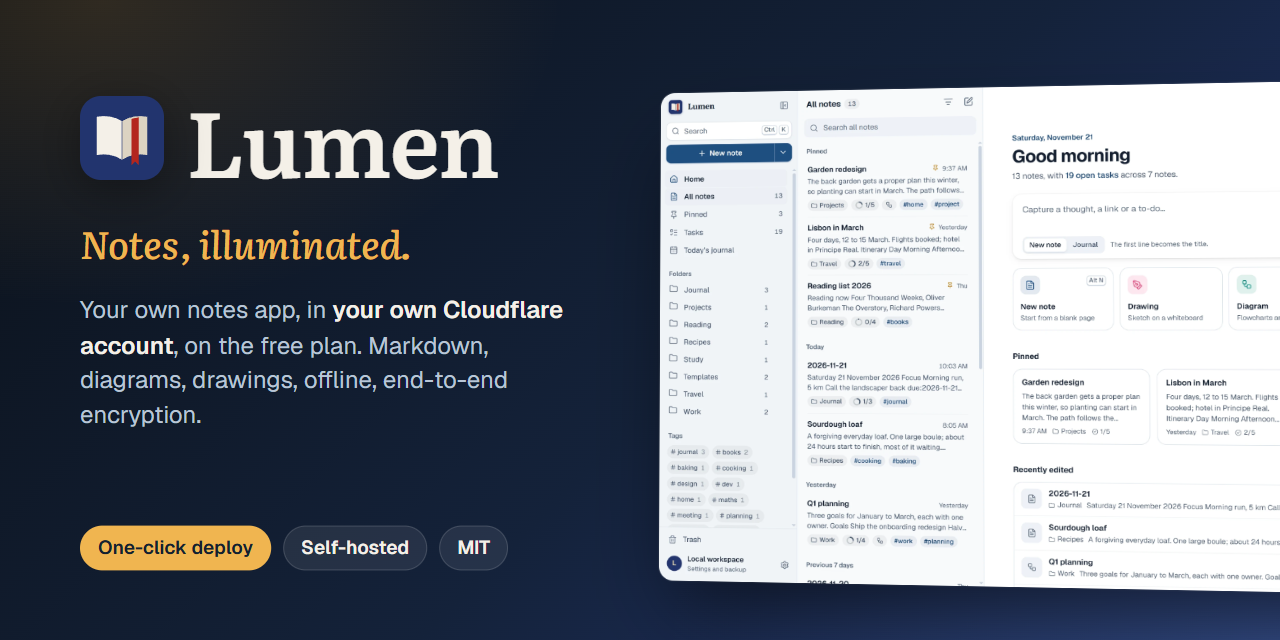 Lumen
Notes, illuminated.
Your own notes app, in your own Cloudflare
account, on the free plan. Markdown,
diagrams, drawings, offline, end-to-end
encryption.
One-click deploy
Self-hosted
MIT
Lumen
Search Ctrl K
+ New note
Home
All notes 13
Pinned 3
Tasks 19
Today's journal
Folders
Journal 3
Projects 1
Reading 2
Recipes 1
Study 1
Templates 2
Travel 1
Work 2
Tags
# journal 3 # books 2
# baking 1 # cooking 1
# design 1 # dev 1
# home 1 # maths 1
# meeting 1 # planning 1
Trash
L Local workspace
Settings and backup
All notes 13
Search all notes
Pinned
Garden redesign 9:37 AM
The back garden gets a proper plan this winter,
so planting can start in March. The path follows...
Projects 1/5 #home #project
Lisbon in March Yesterday
Four days, 12 to 15 March. Flights booked; hotel
in Principe Real. Itinerary Day Morning Afternoo...
Travel 2/5 #travel
Reading list 2026 Thu
Reading now Four Thousand Weeks, Oliver
Burkeman The Overstory, Richard Powers...
Reading 0/4 #books
Today
2026-11-21 10:03 AM
Saturday 21 November 2026 Focus Morning run,
5 km Call the landscaper back due:2026-11-21...
Journal 1/3 #journal
Sourdough loaf 8:05 AM
A forgiving everyday loaf. One large boule; about
24 hours start to finish, most of it waiting....
Recipes #cooking #baking
Yesterday
Q1 planning Yesterday
Three goals for January to March, each with one
owner. Goals Ship the onboarding redesign Halv...
Work 1/4 #work #planning
Previous 7 days
2026-11-20
Saturday, November 21
Good morning
13 notes, with 19 open tasks across 7 notes.
Capture a thought, a link or a to-do...
New note Journal The first line becomes the title.
Alt N
New note
Start from a blank page
Drawing
Sketch on a whiteboard
Diagram
Flowcharts
Pinned
Garden redesign
The back garden gets a proper plan
this winter, so planting can start in
March. The path follows the...
9:37 AM Projects 1/5
Lisbon in March
Four days, 12 to 15 March. Flights
booked; hotel in Principe Real.
Itinerary Day Morning Afternoon...
Yesterday Travel 2/5
Recently edited
2026-11-21
Journal Saturday 21 November 2026 Focus Morning run, 5 km
Sourdough loaf
Recipes A forgiving everyday loaf. One large boule; about 24 hours
Q1 planning
Work Three goals for January to March, each with one owner.